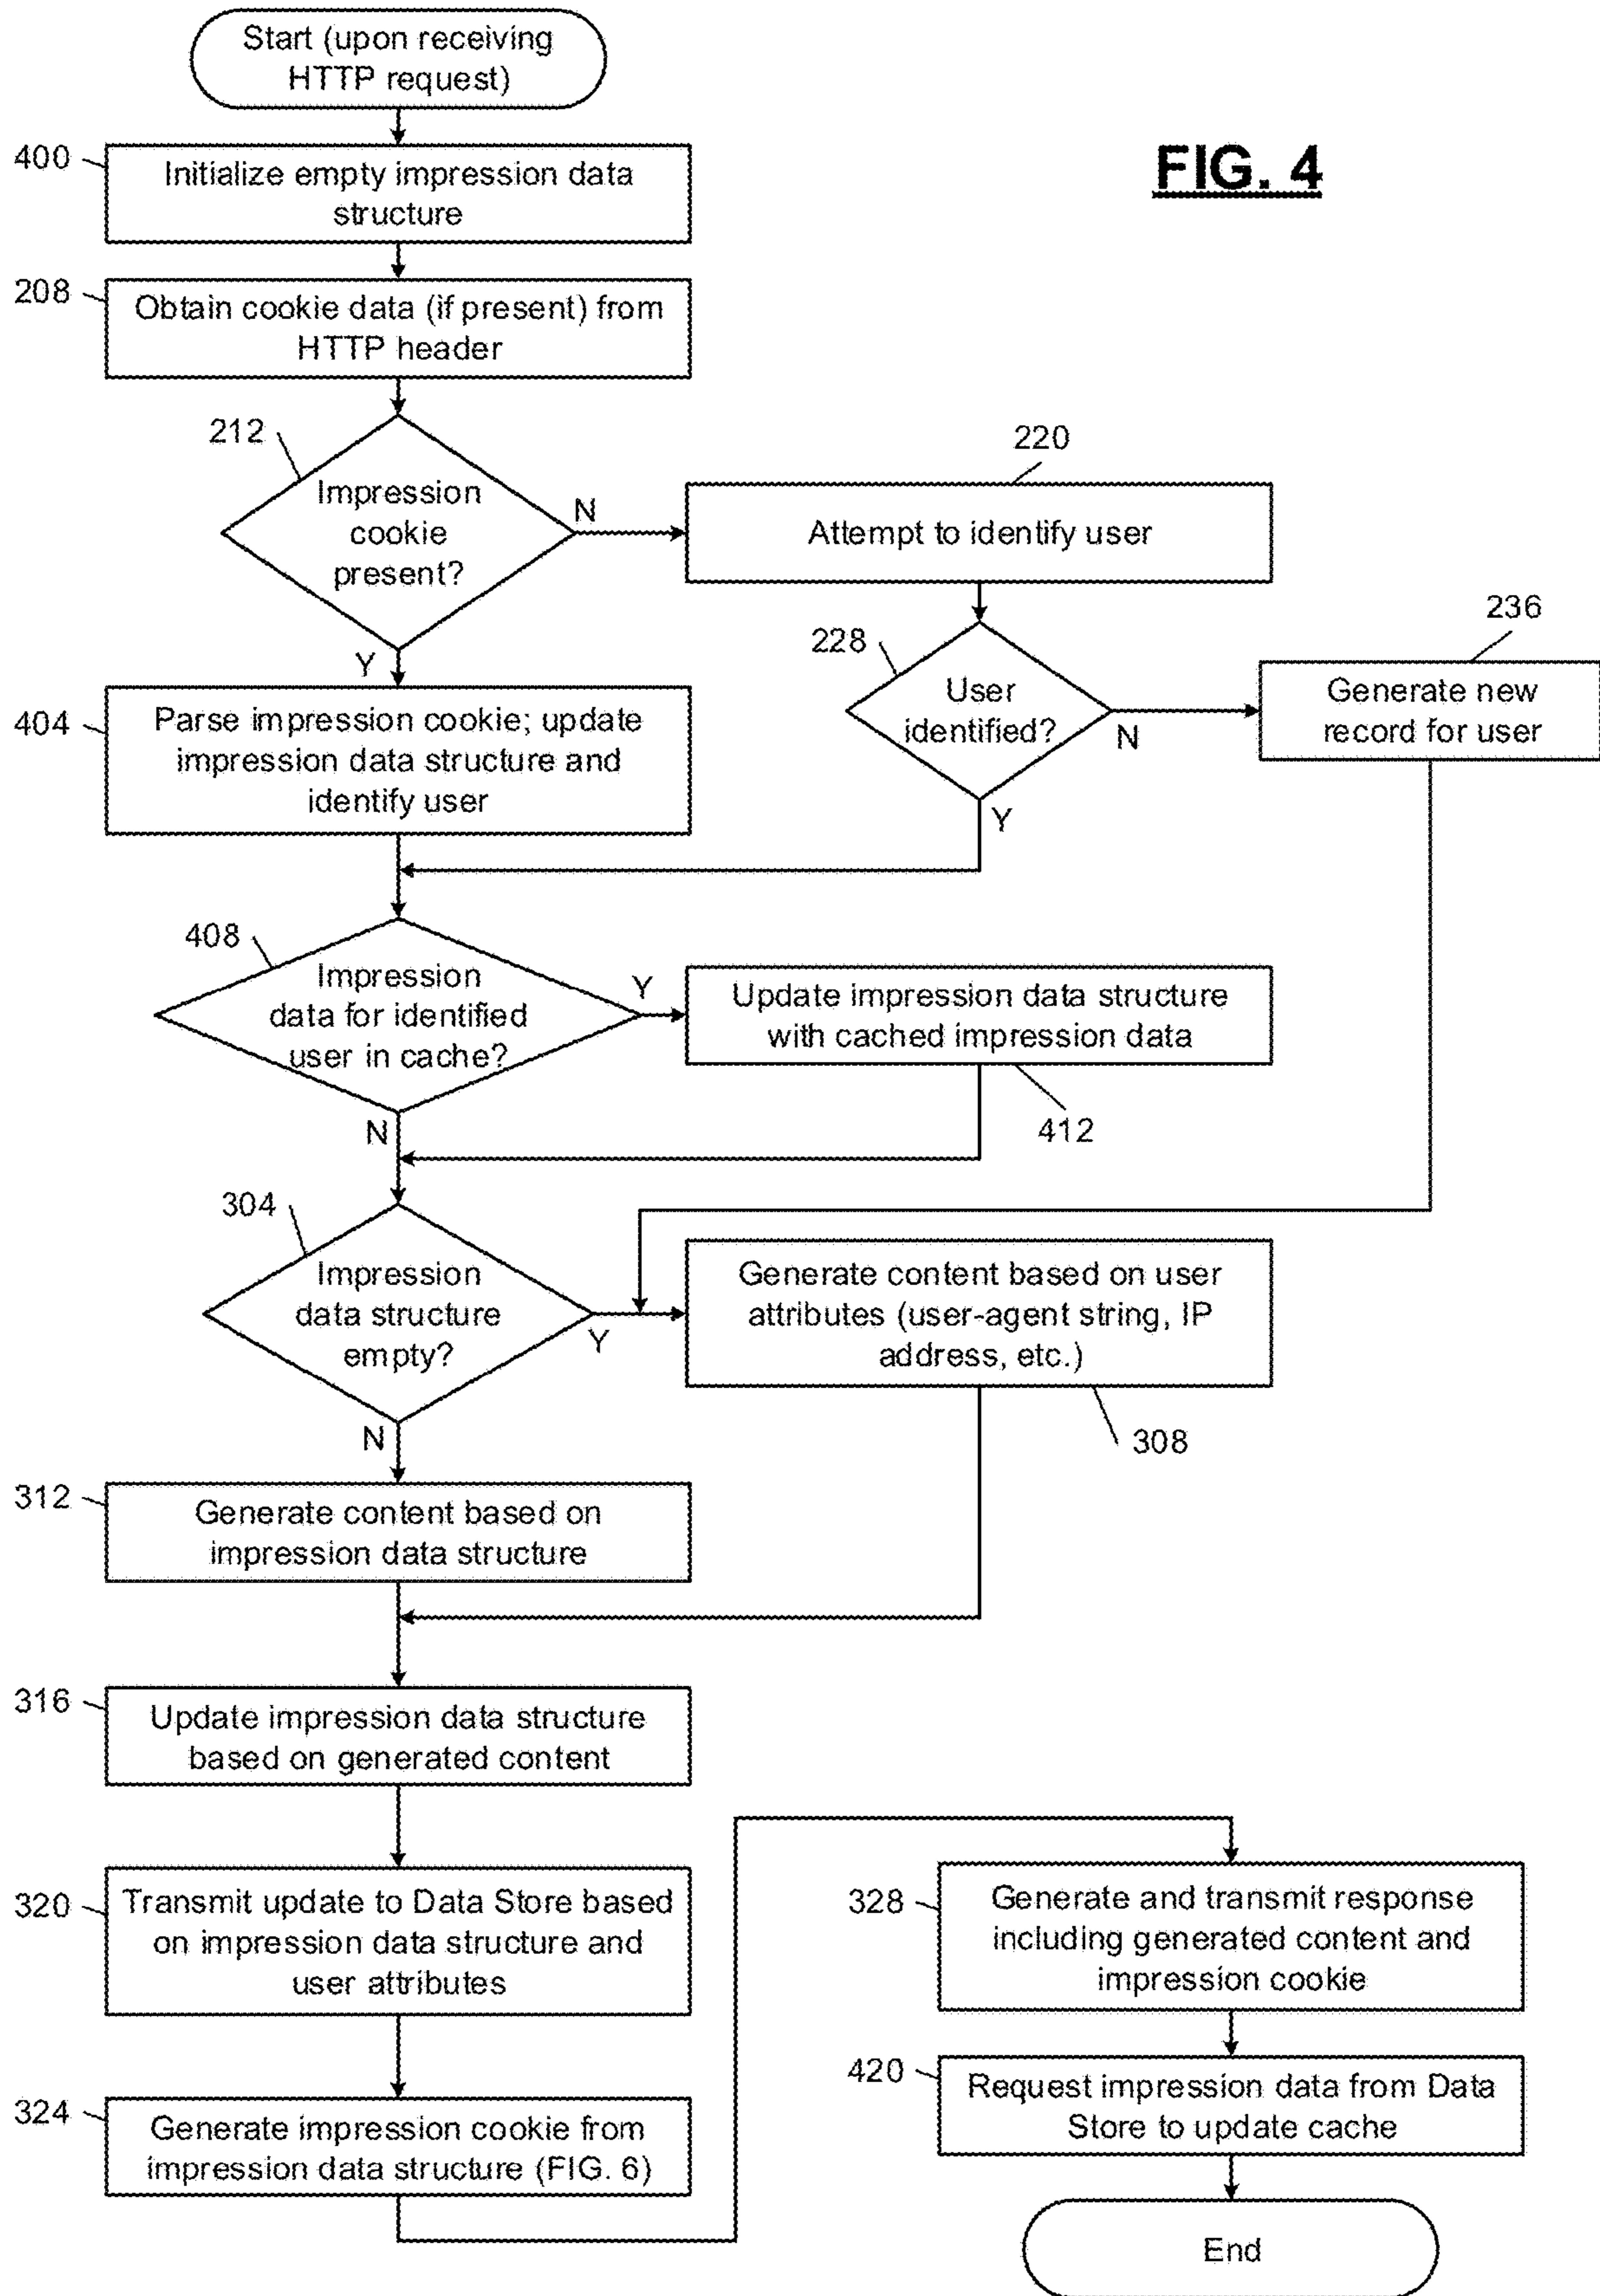 Start (upon receiving
HTTP request)
FIG. 4
400
Initialize empty impression data
structure
208
Obtain cookie data (if present) from
HTTP header
212
Impression
cookie
present?
N
Y
220
Attempt to identify user
228
User
identified?
N
Y
236
Generate new
record for user
404
Parse impression cookie; update
impression data structure and
identify user
408
Impression
data for identified
user in cache?
Y
N
Update impression data structure
with cached impression data
412
304
Impression
data structure
empty?
Y
N
Generate content based on user
attributes (user-agent string, IP
address, etc.)
308
312
Generate content based on
impression data structure
316
Update impression data structure
based on generated content
320
Transmit update to Data Store based
on impression data structure and
user attributes
324
Generate impression cookie from
impression data structure (FIG. 6)
328
Generate and transmit response
including generated content and
impression cookie
420
Request impression data from Data
Store to update cache
End